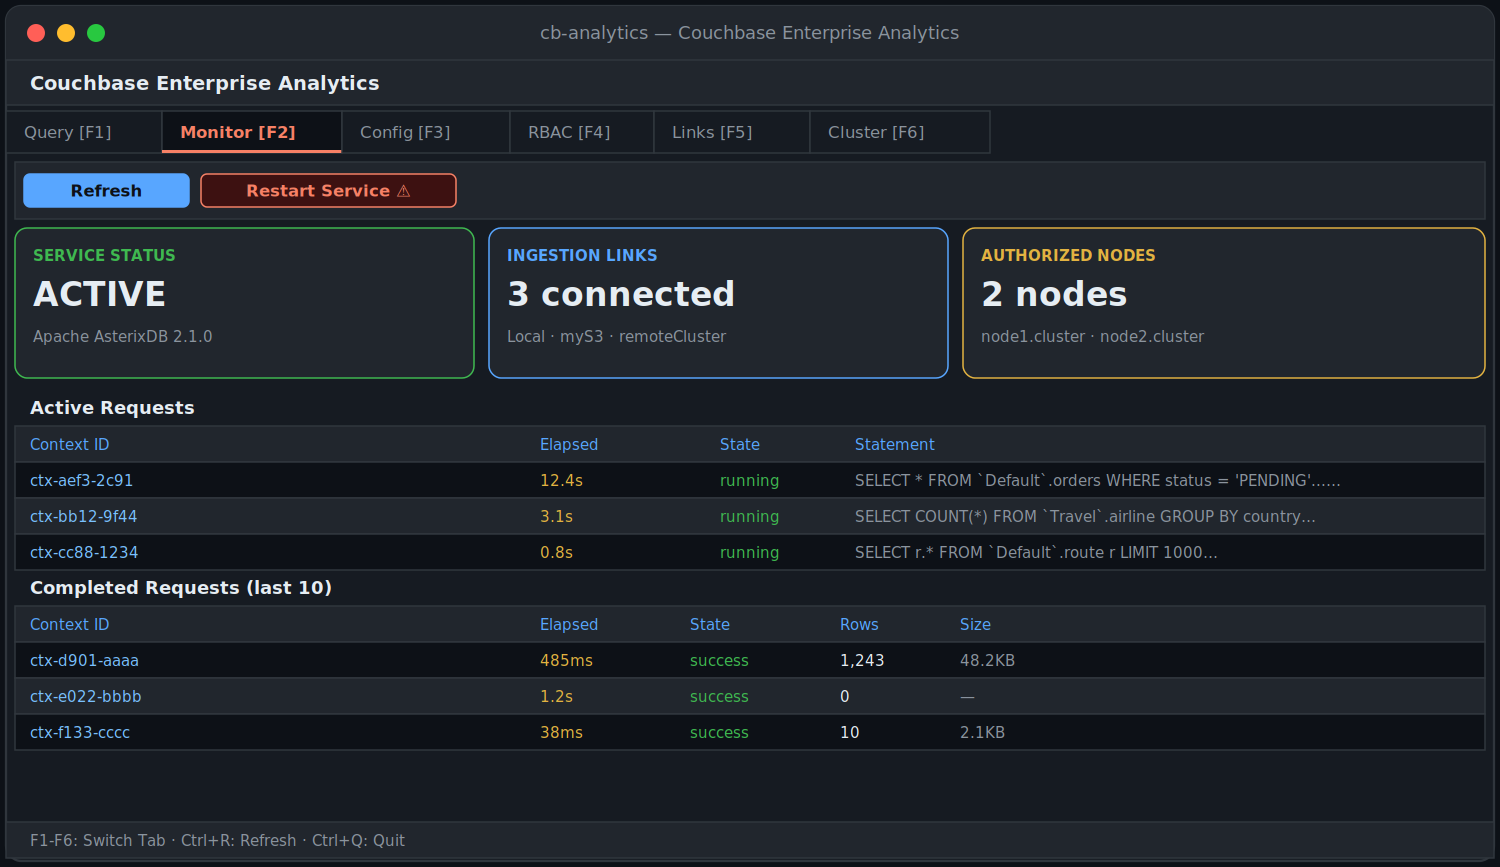 cb-analytics — Couchbase Enterprise Analytics
Couchbase Enterprise Analytics
Query [F1] Monitor [F2] Config [F3] RBAC [F4] Links [F5] Cluster [F6]
Refresh Restart Service ⚠
SERVICE STATUS
ACTIVE
Apache AsterixDB 2.1.0
INGESTION LINKS
3 connected
Local · myS3 · remoteCluster
AUTHORIZED NODES
2 nodes
node1.cluster · node2.cluster
Active Requests
Context ID Elapsed State Statement
ctx-aef3-2c91 12.4s running SELECT * FROM `Default`.orders WHERE status = 'PENDING'......
ctx-bb12-9f44 3.1s running SELECT COUNT(*) FROM `Travel`.airline GROUP BY country...
ctx-cc88-1234 0.8s running SELECT r.* FROM `Default`.route r LIMIT 1000...
Completed Requests (last 10)
Context ID Elapsed State Rows Size
ctx-d901-aaaa 485ms success 1,243 48.2KB
ctx-e022-bbbb 1.2s success 0 —
ctx-f133-cccc 38ms success 10 2.1KB
F1-F6: Switch Tab · Ctrl+R: Refresh · Ctrl+Q: Quit